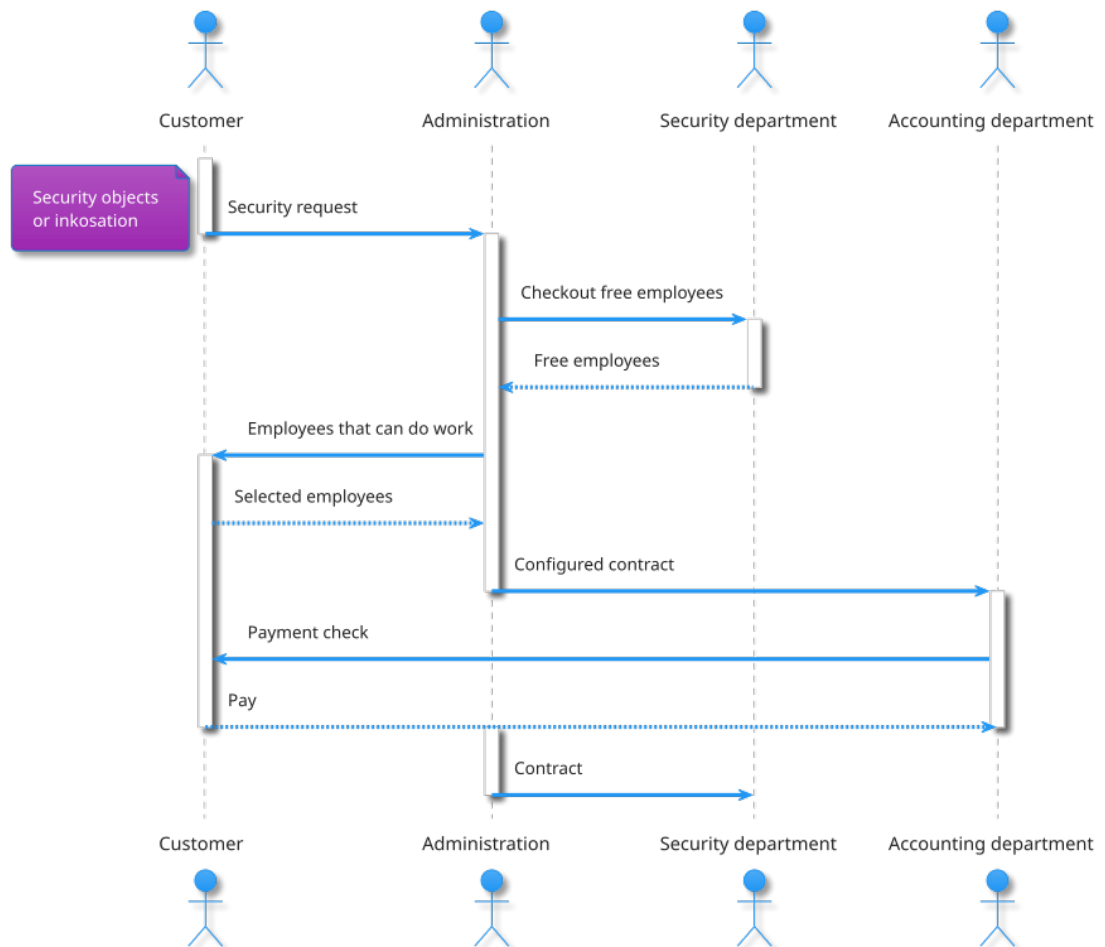 Customer
Administration
Security department
Accounting department
Security objects
or inkosation
Security request
Checkout free employees
Free employees
Employees that can do work
Selected employees
Configured contract
Payment check
Pay
Contract
Customer
Administration
Security department
Accounting department